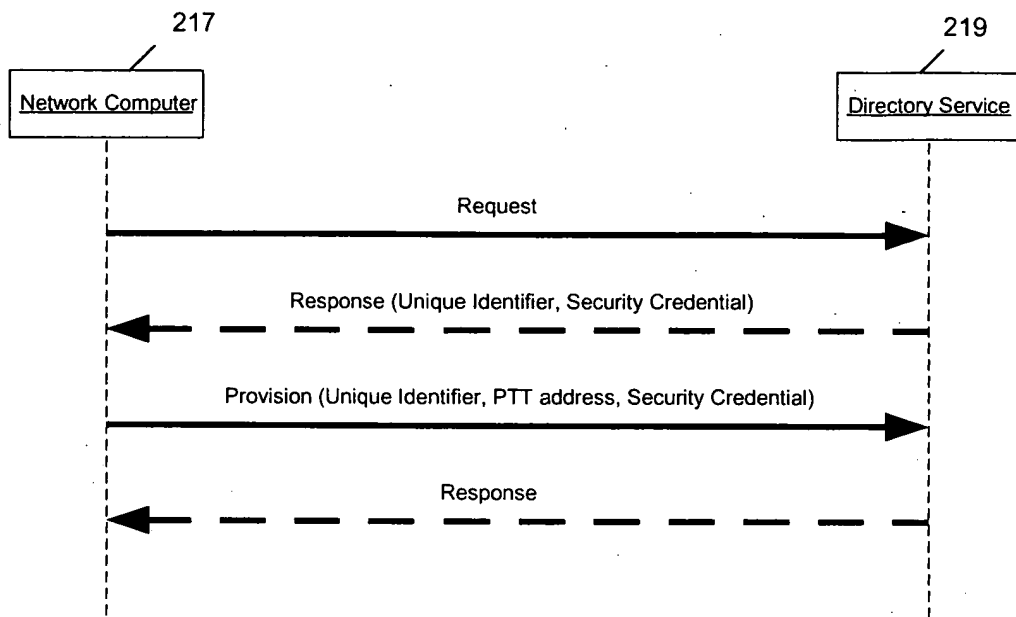 217
219
Network Computer
Directory Service
Request
Response (Unique Identifier, Security Credential)
Provision (Unique Identifier, PTT address, Security Credential)
Response